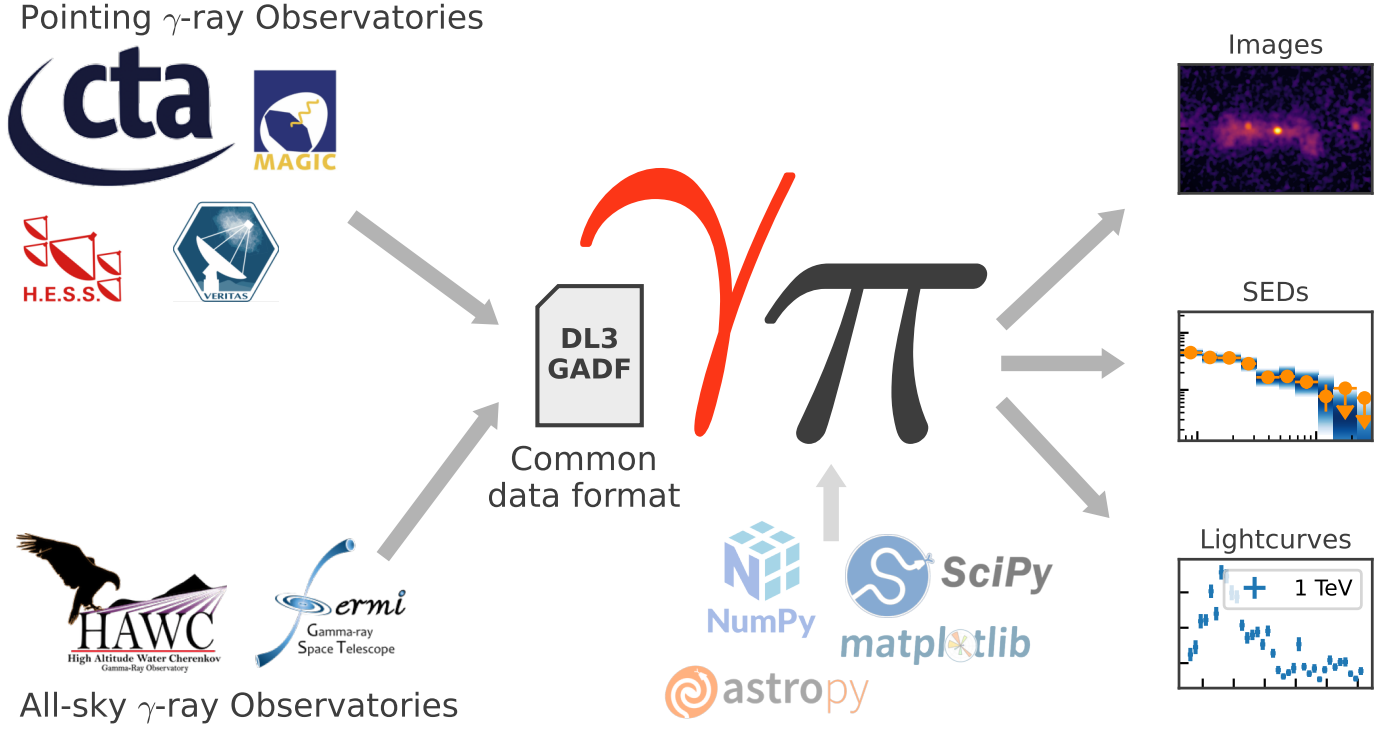 Pointing γ-ray Observatories
cta
MAGIC
H.E.S.S.
VERITAS
DL3
GADF
Common
data format
γπ
HAWC
High Altitude Water Cherenkov
Gamma-Ray Observatory
Fermi
Gamma-ray
Space Telescope
All-sky γ-ray Observatories
NumPy
SciPy
matplotlib
astropy
Images
SEDs
Lightcurves
1 TeV